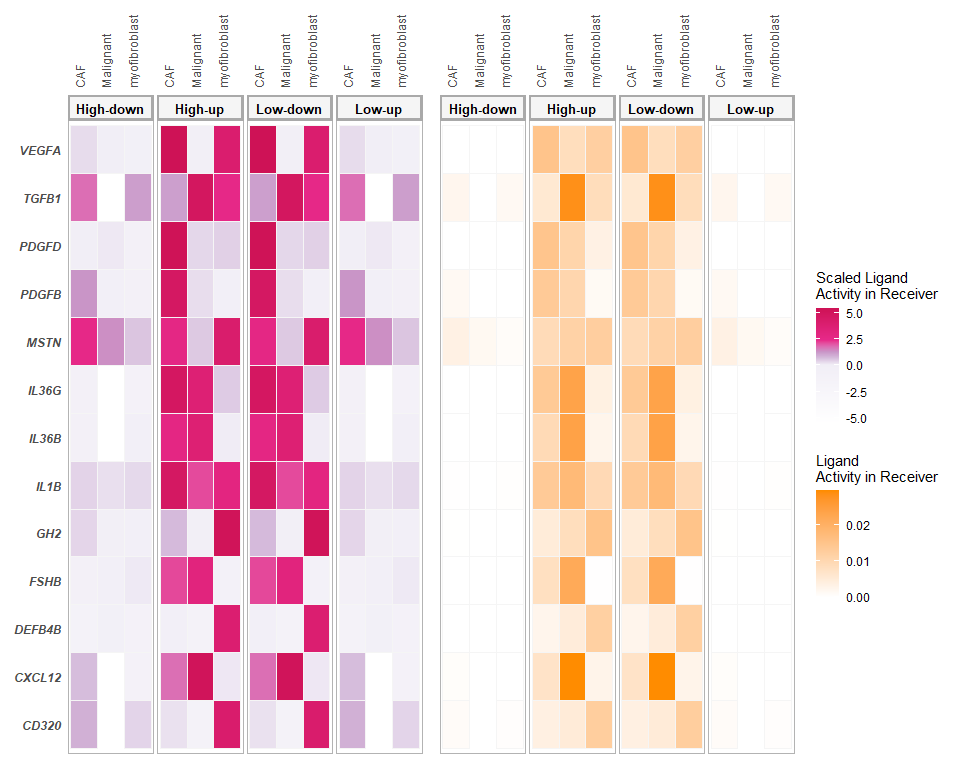 CAF Malignant myofibroblast CAF Malignant myofibroblast CAF Malignant myofibroblast CAF Malignant myofibroblast CAF Malignant myofibroblast CAF Malignant myofibroblast CAF Malignant myofibroblast CAF Malignant myofibroblast
High-down High-up Low-down Low-up High-down High-up Low-down Low-up
VEGFA
TGFB1
PDGFD
PDGFB
MSTN
IL36G
IL36B
IL1B
GH2
FSHB
DEFB4B
CXCL12
CD320
Scaled Ligand
Activity in Receiver
5.0
2.5
0.0
-2.5
-5.0
Ligand
Activity in Receiver
0.02
0.01
0.00